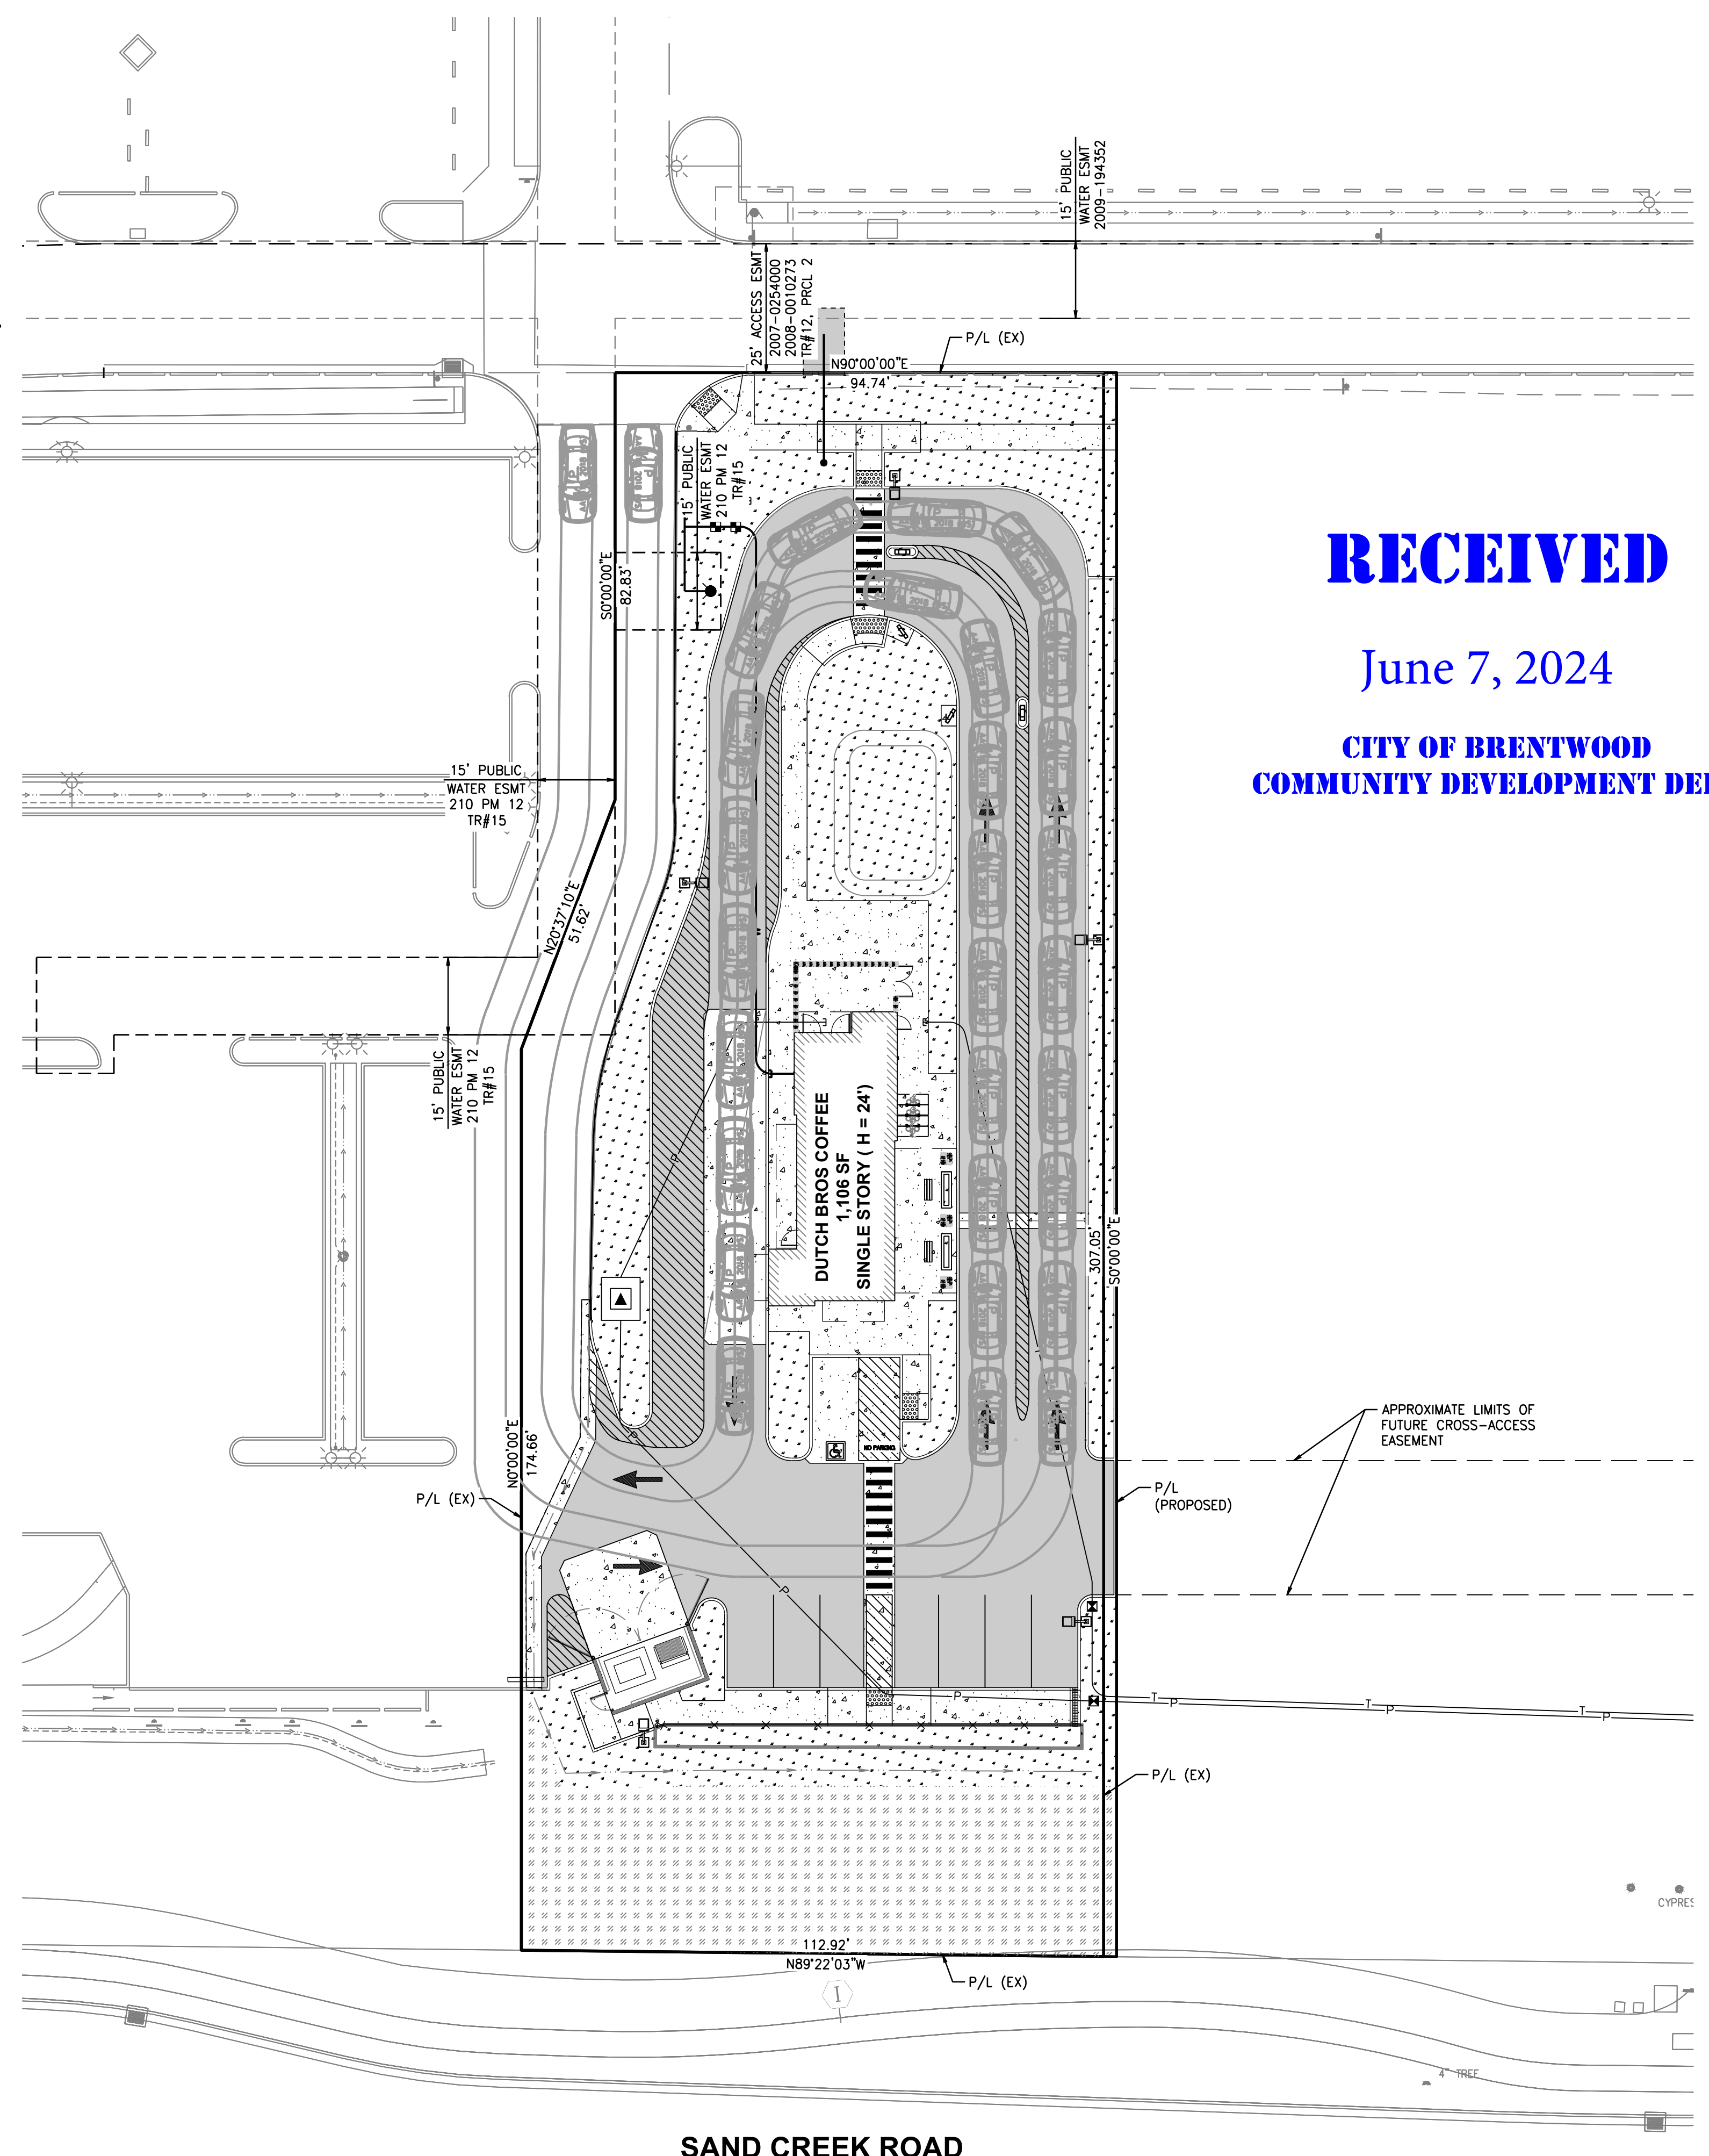 15' PUBLIC
WATER ESMT
2009-194352
25' ACCESS ESMT
2007-0254000
2008-0010273
TR#12, PRCL 2
P/L (EX)
N90°00'00"E
94.74'
15' PUBLIC
WATER ESMT
210 PM 12
TR#15
S0°00'00"E
82.83'
RECEIVED
June 7, 2024
CITY OF BRENTWOOD
COMMUNITY DEVELOPMENT
15' PUBLIC
WATER ESMT
210 PM 12
TR#15
N20°37'10"E
51.62'
15' PUBLIC
WATER ESMT
210 PM 12
TR#15
DUTCH BROS COFFEE
1,106 SF
SINGLE STORY ( H = 24')
307.05'
S0°00'00"E
APPROXIMATE LIMITS OF
FUTURE CROSS-ACCESS
EASEMENT
N0°00'00"E
174.66'
NO PARKING
P/L (EX)
P/L
(PROPOSED)
P
P
P
P
T
P
T
P
T
P
P/L (EX)
112.92'
N89°22'03"W
P/L (EX)
I
4" TREE
SAND CREEK ROAD